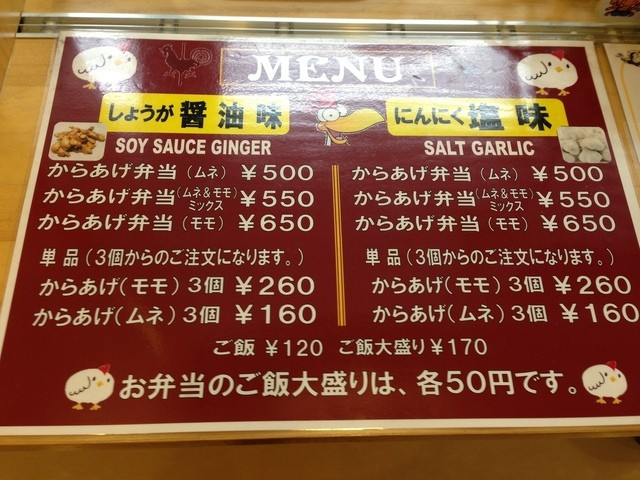 MENU
しょうが醤油味
SOY SAUCE GINGER
からあげ弁当（ムネ）￥500
からあげ弁当（ムネ&モモミックス）￥550
からあげ弁当（モモ）￥650
単品（3個からのご注文になります。）
からあげ（モモ）3個 ￥260
からあげ（ムネ）3個 ￥160
にんにく塩味
SALT GARLIC
からあげ弁当（ムネ）￥500
からあげ弁当（ムネ&モモミックス）￥550
からあげ弁当（モモ）￥650
単品（3個からのご注文になります。）
からあげ（モモ）3個 ￥260
からあげ（ムネ）3個 ￥160
ご飯 ￥120 ご飯大盛り￥170
お弁当のご飯大盛りは、各50円です。